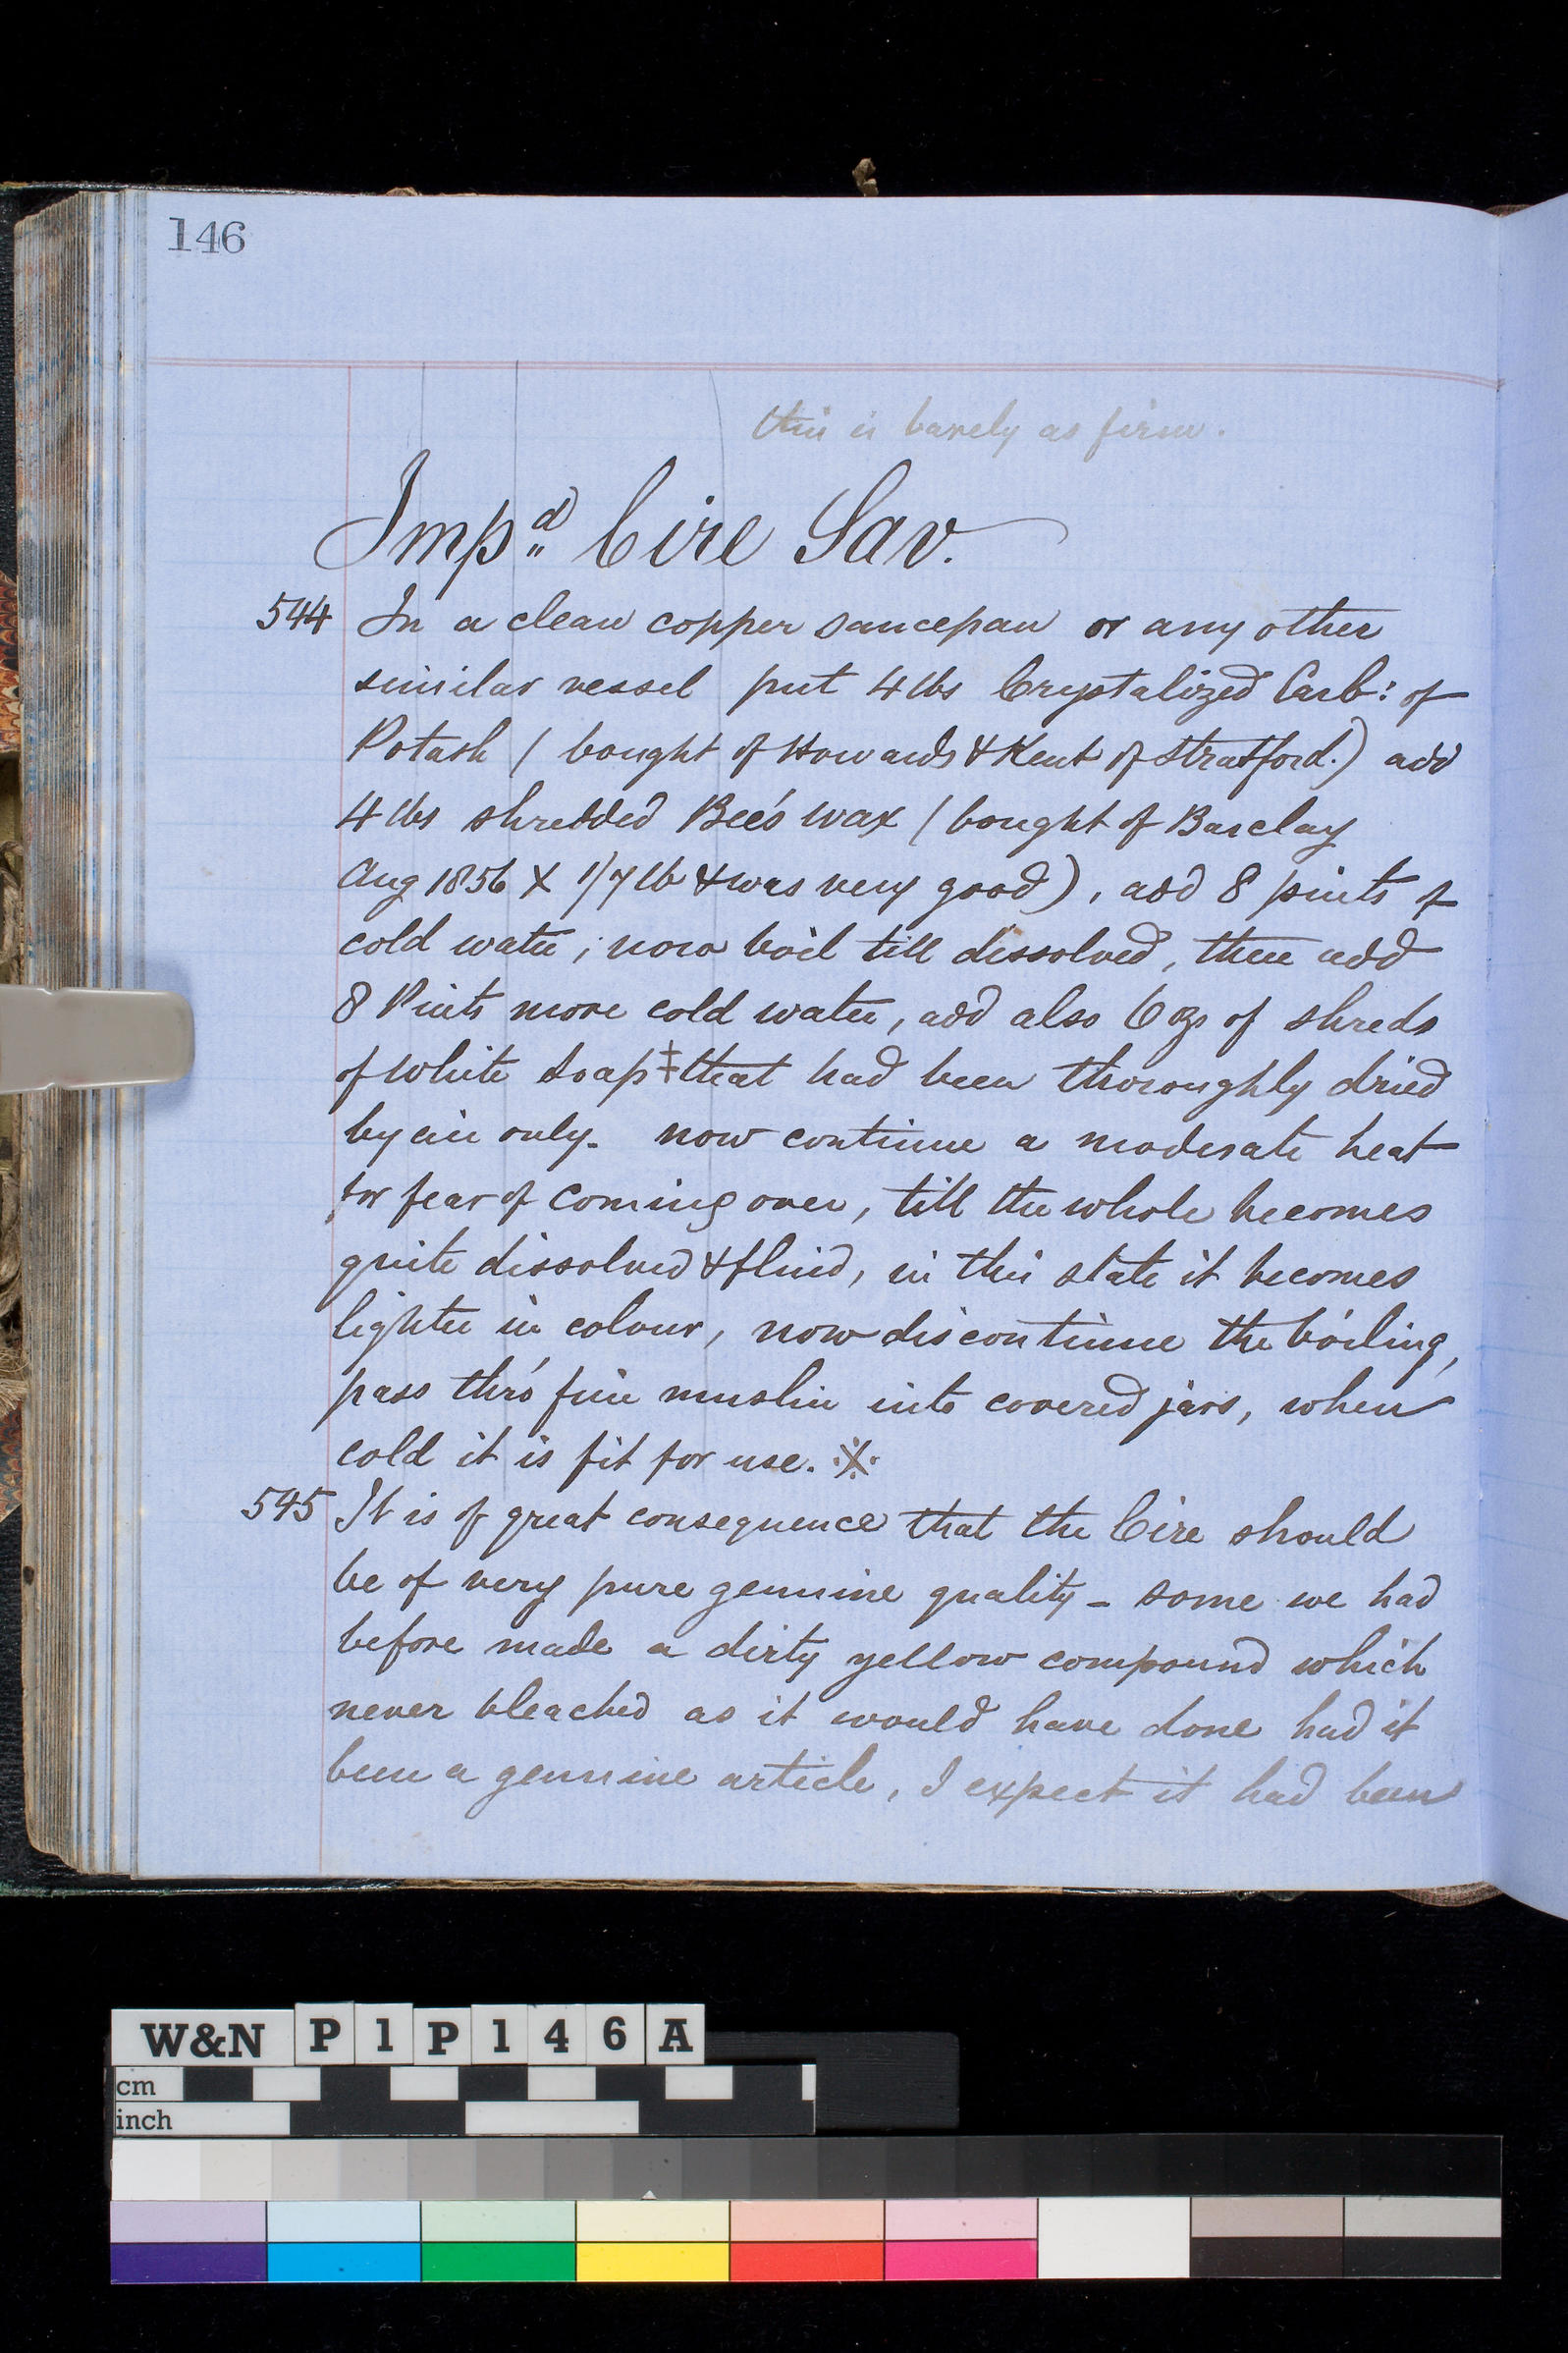 146
this is barely as firm.
Impd Cire Sav.
544 In a clean copper saucepan or any other
similar vessel put 4 lbs Crystalized Carb: of
Potash ( bought of Howards & Kent of Stratford.) add
4 lbs shredded Bee's wax ( bought of Barclay
Aug 1856 X 1/7 lb & was very good), add 8 pints of
cold water; now boil till dissolved, then add
8 Pints more cold water, add also 6 ozs of shreds
of white soap ‡ that had been thoroughly dried
by air only. now continue a moderate heat
for fear of coming over, till the whole becomes
quite dissolved & fluid, in this state it becomes
lighter in colour, now discontinue the boiling,
pass thro' fine muslin into covered jars, when
cold it is fit for use. ※
545 It is of great consequence that the Cire should
be of very pure genuine quality - some we had
before made a dirty yellow compound which
never bleached as it would have done had it
been a genuine article, I expect it had been
W&N P1P146A
cm
inch